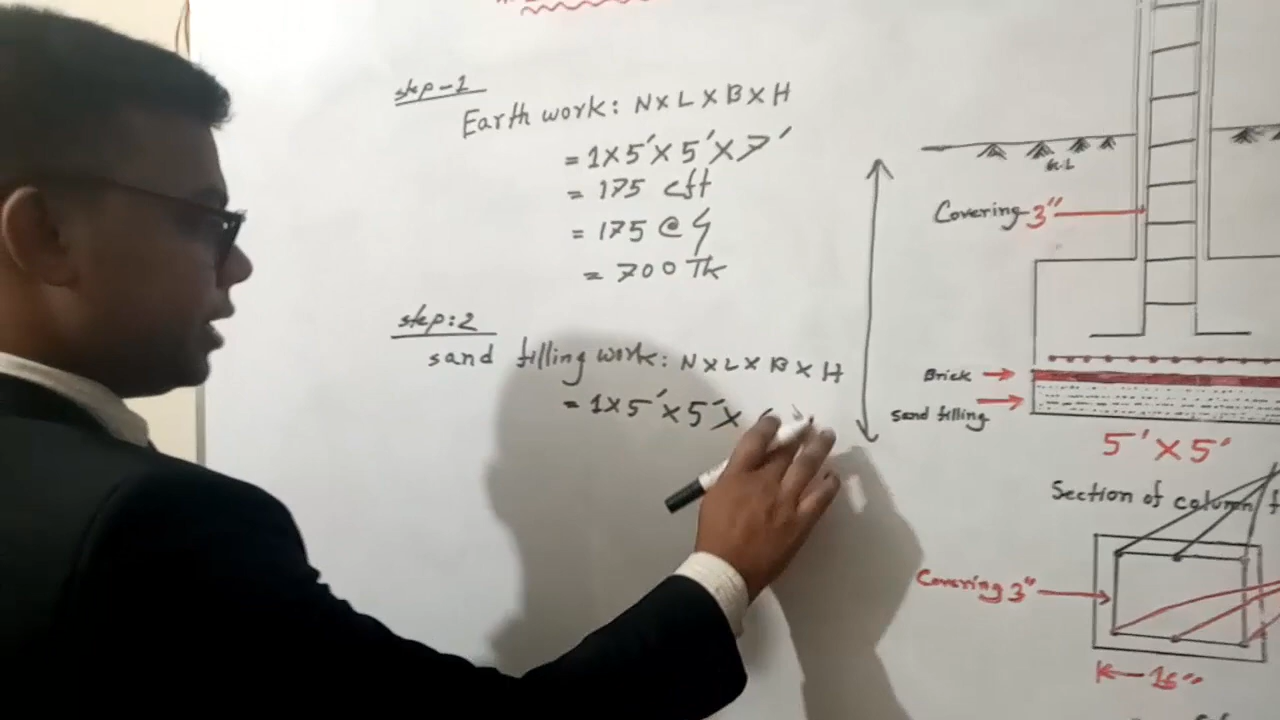 step-1
Earth work: N×L×B×H
= 1×5'×5'×7'
= 175 cft
= 175 @ 4
= 700 Tk
step:2
sand filling work: N×L×B×H
= 1×5'×5'×
G.L
Covering 3"
Brick
sand filling
5'×5'
Section of column
Covering 3"
16"